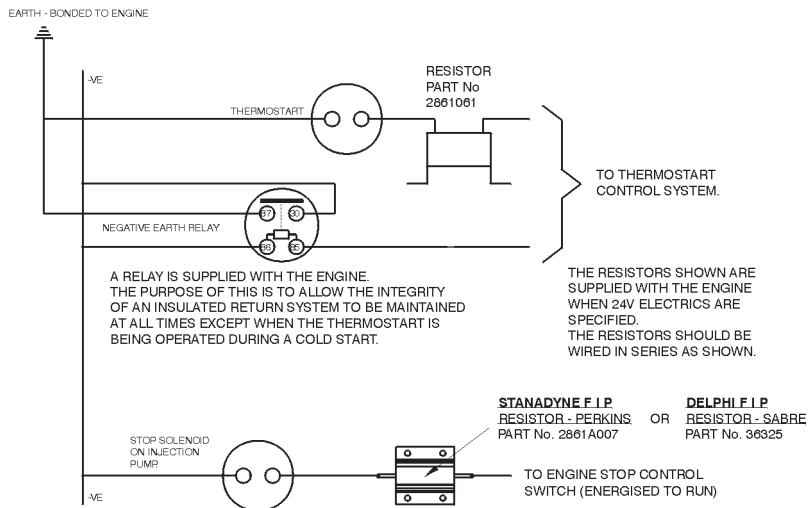 EARTH - BONDED TO ENGINE
-VE
RESISTOR
PART No
2861061
THERMOSTART
TO THERMOSTART
CONTROL SYSTEM.
87
30
NEGATIVE EARTH RELAY
86
85
A RELAY IS SUPPLIED WITH THE ENGINE.
THE PURPOSE OF THIS IS TO ALLOW THE INTEGRITY
OF AN INSULATED RETURN SYSTEM TO BE MAINTAINED
AT ALL TIMES EXCEPT WHEN THE THERMOSTART IS
BEING OPERATED DURING A COLD START.
THE RESISTORS SHOWN ARE
SUPPLIED WITH THE ENGINE
WHEN 24V ELECTRICS ARE
SPECIFIED.
THE RESISTORS SHOULD BE
WIRED IN SERIES AS SHOWN.
STANADYNE F I P
RESISTOR - PERKINS
PART No. 2861A007
OR
DELPHI F I P
RESISTOR - SABRE
PART No. 36325
STOP SOLENOID
ON INJECTION
PUMP.
TO ENGINE STOP CONTROL
SWITCH (ENERGISED TO RUN)
-VE